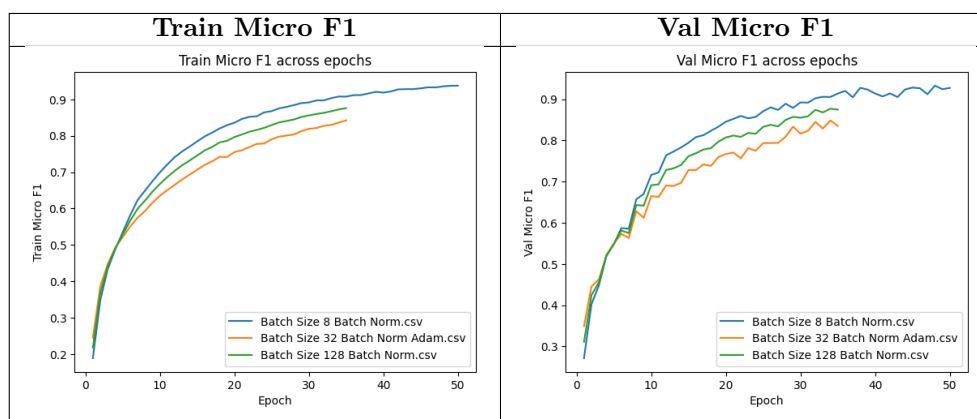 Train Micro F1
Val Micro F1
Train Micro F1 across epochs
Train Micro F1
0.9
0.8
0.7
0.6
0.5
0.4
0.3
0.2
Batch Size 8 Batch Norm.csv
Batch Size 32 Batch Norm Adam.csv
Batch Size 128 Batch Norm.csv
0 10 20 30 40 50
Epoch
Val Micro F1 across epochs
Val Micro F1
0.9
0.8
0.7
0.6
0.5
0.4
0.3
Batch Size 8 Batch Norm.csv
Batch Size 32 Batch Norm Adam.csv
Batch Size 128 Batch Norm.csv
0 10 20 30 40 50
Epoch